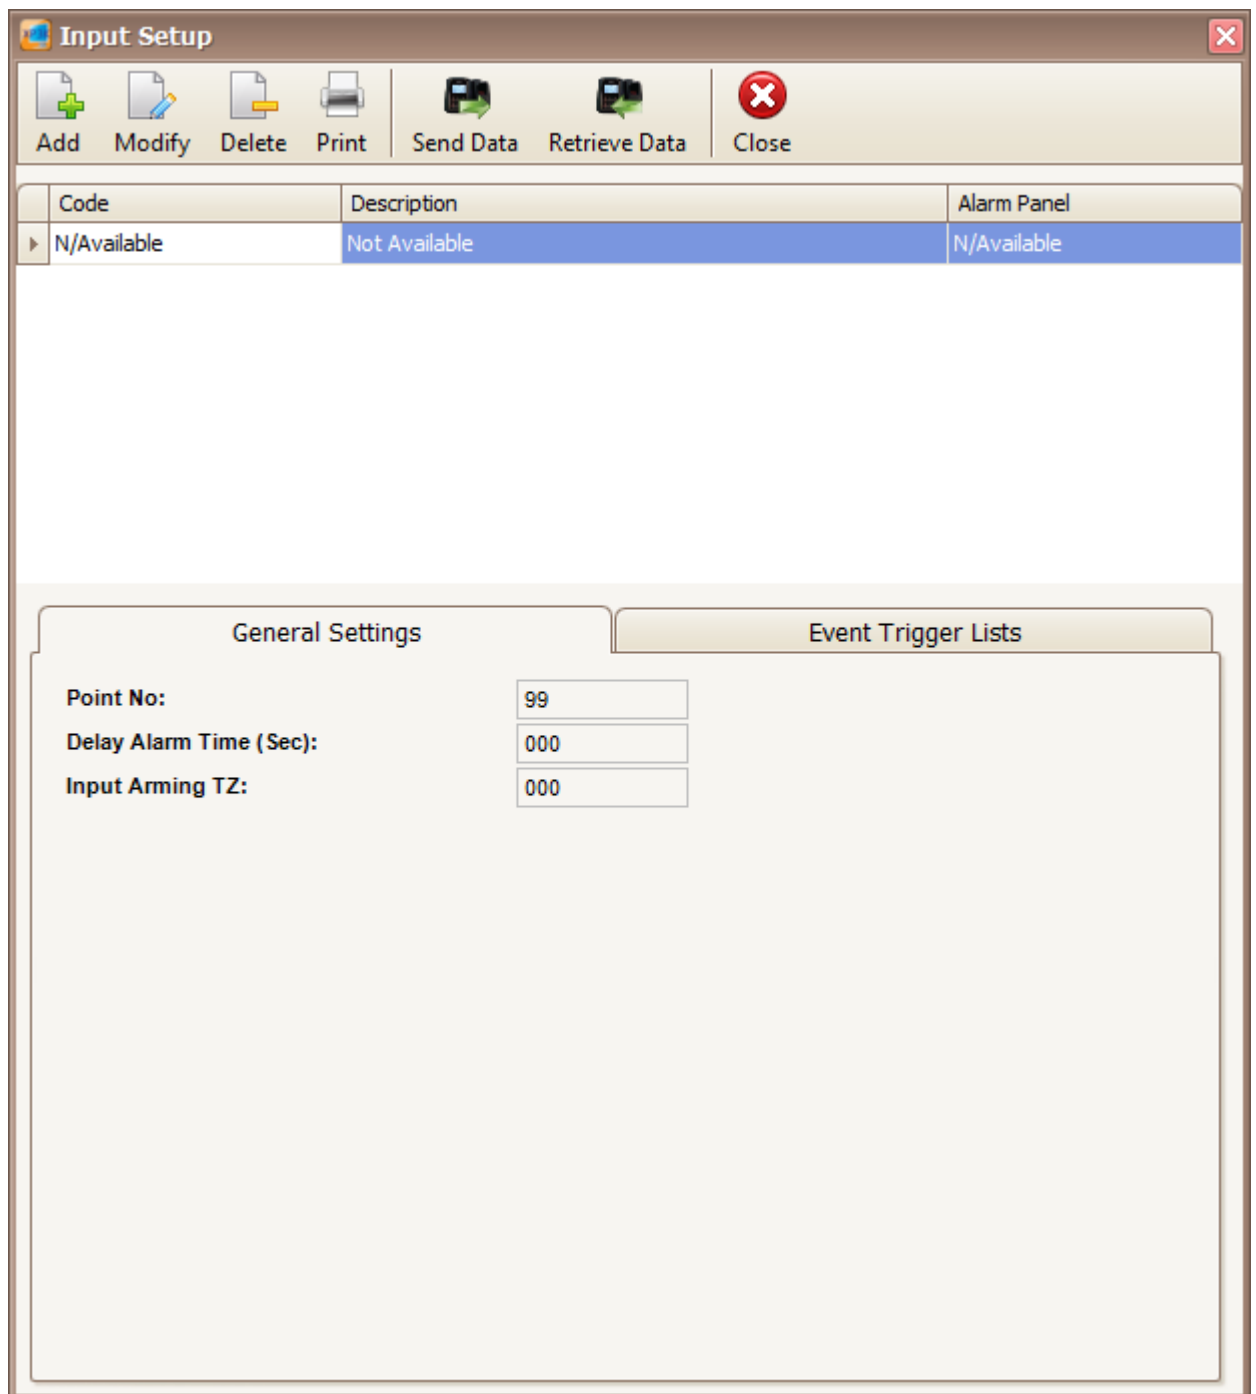 Input Setup
Add Modify Delete Print Send Data Retrieve Data Close
Code Description Alarm Panel
N/Available Not Available N/Available
General Settings Event Trigger Lists
Point No: 99
Delay Alarm Time (Sec): 000
Input Arming TZ: 000